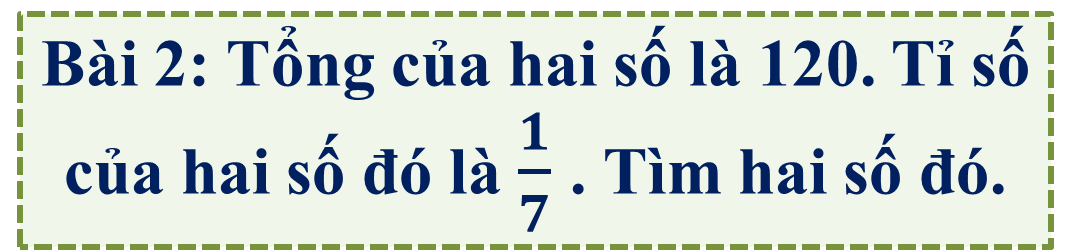 Bài 2: Tổng của hai số là 120. Tỉ số
của hai số đó là 1/7 . Tìm hai số đó.